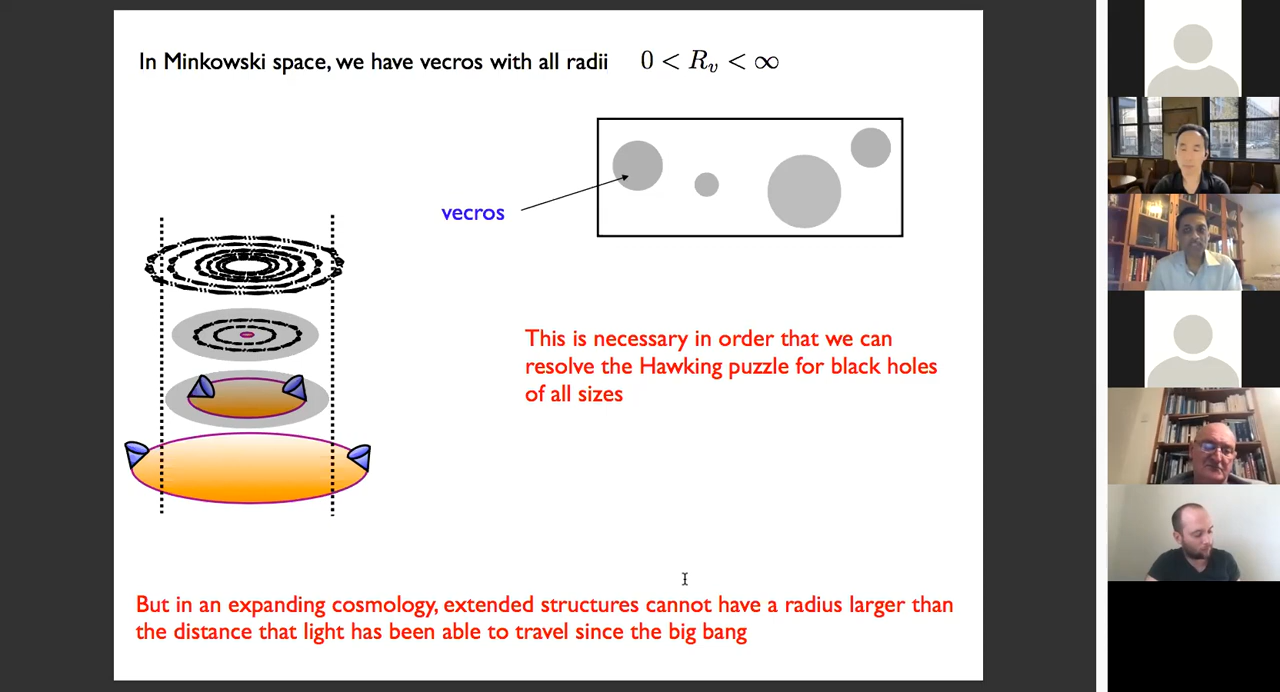 In Minkowski space, we have vecros with all radii 0 < Rᵥ < ∞
vecros
This is necessary in order that we can
resolve the Hawking puzzle for black holes
of all sizes
But in an expanding cosmology, extended structures cannot have a radius larger than
the distance that light has been able to travel since the big bang